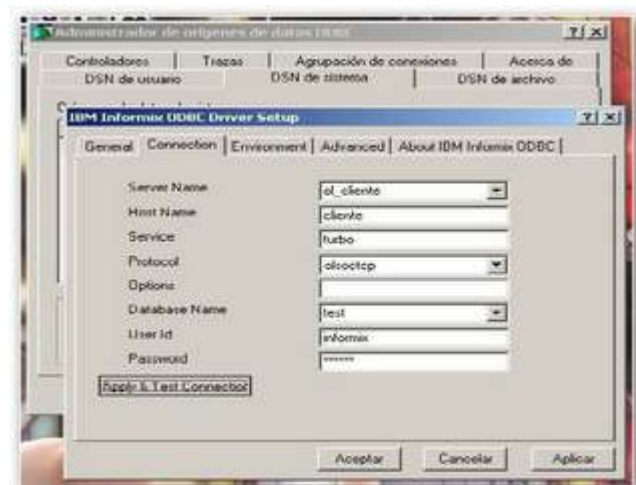 Administrador de orígenes de datos ODBC
Controladores Trazas Agrupación de conexiones Acerca de
DSN de usuario DSN de sistema DSN de archivo
IBM Informix ODBC Driver Setup
General Connection Environment Advanced About IBM Informix ODBC
Server Name ol_cliente
Host Name cliente
Service turbo
Protocol olsoctcp
Options
Database Name test
User Id informix
Password ******
Apply & Test Connection
Aceptar Cancelar Aplicar